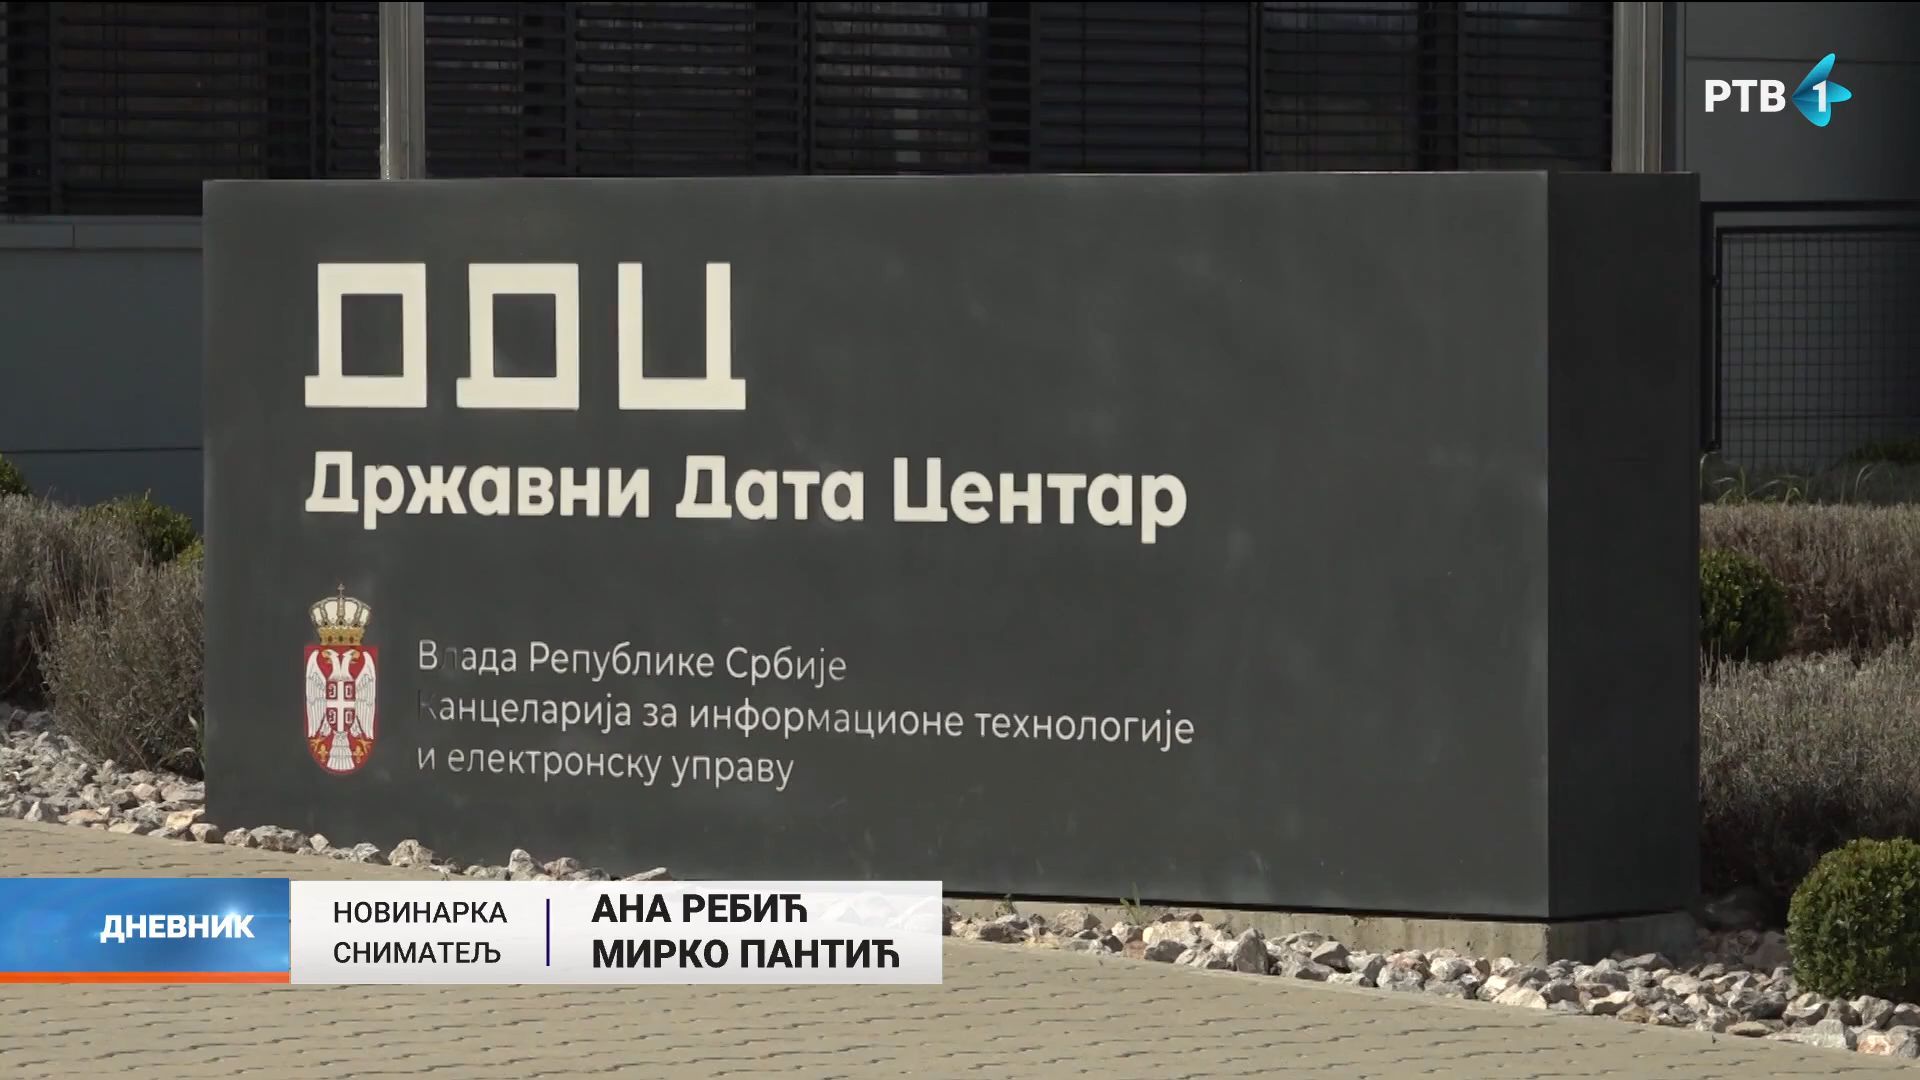 РТВ 1
ДДЦ
Државни Дата Центар
Влада Републике Србије
Канцеларија за информационе технологије
и електронску управу
ДНЕВНИК
НОВИНАРКА АНА РЕБИЋ
СНИМАТЕЉ МИРКО ПАНТИЋ